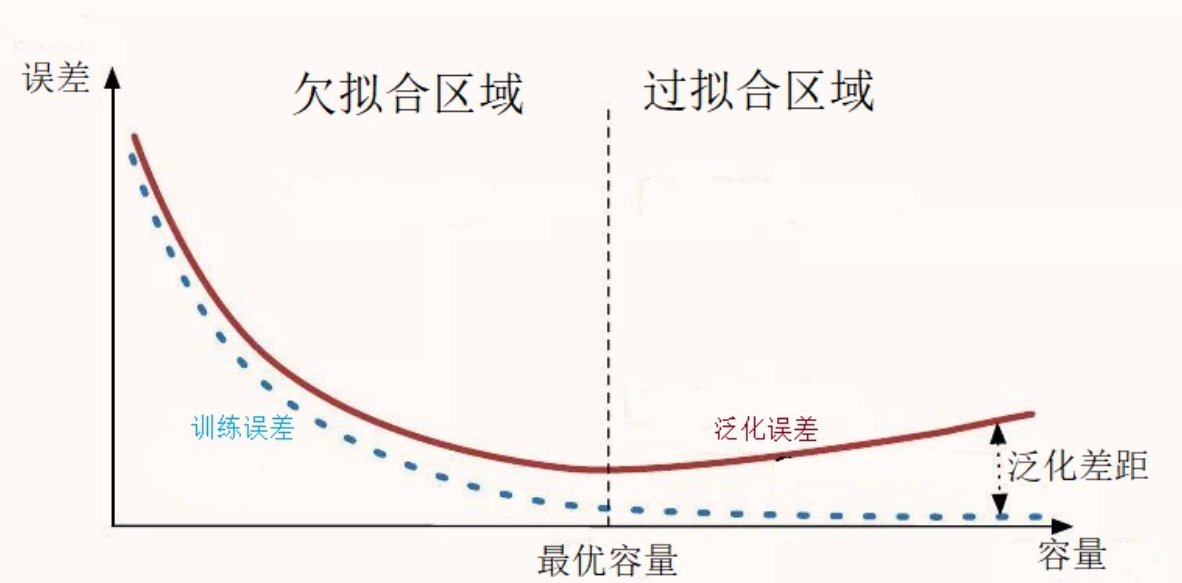 误差
欠拟合区域
过拟合区域
训练误差
泛化误差
泛化差距
最优容量
容量